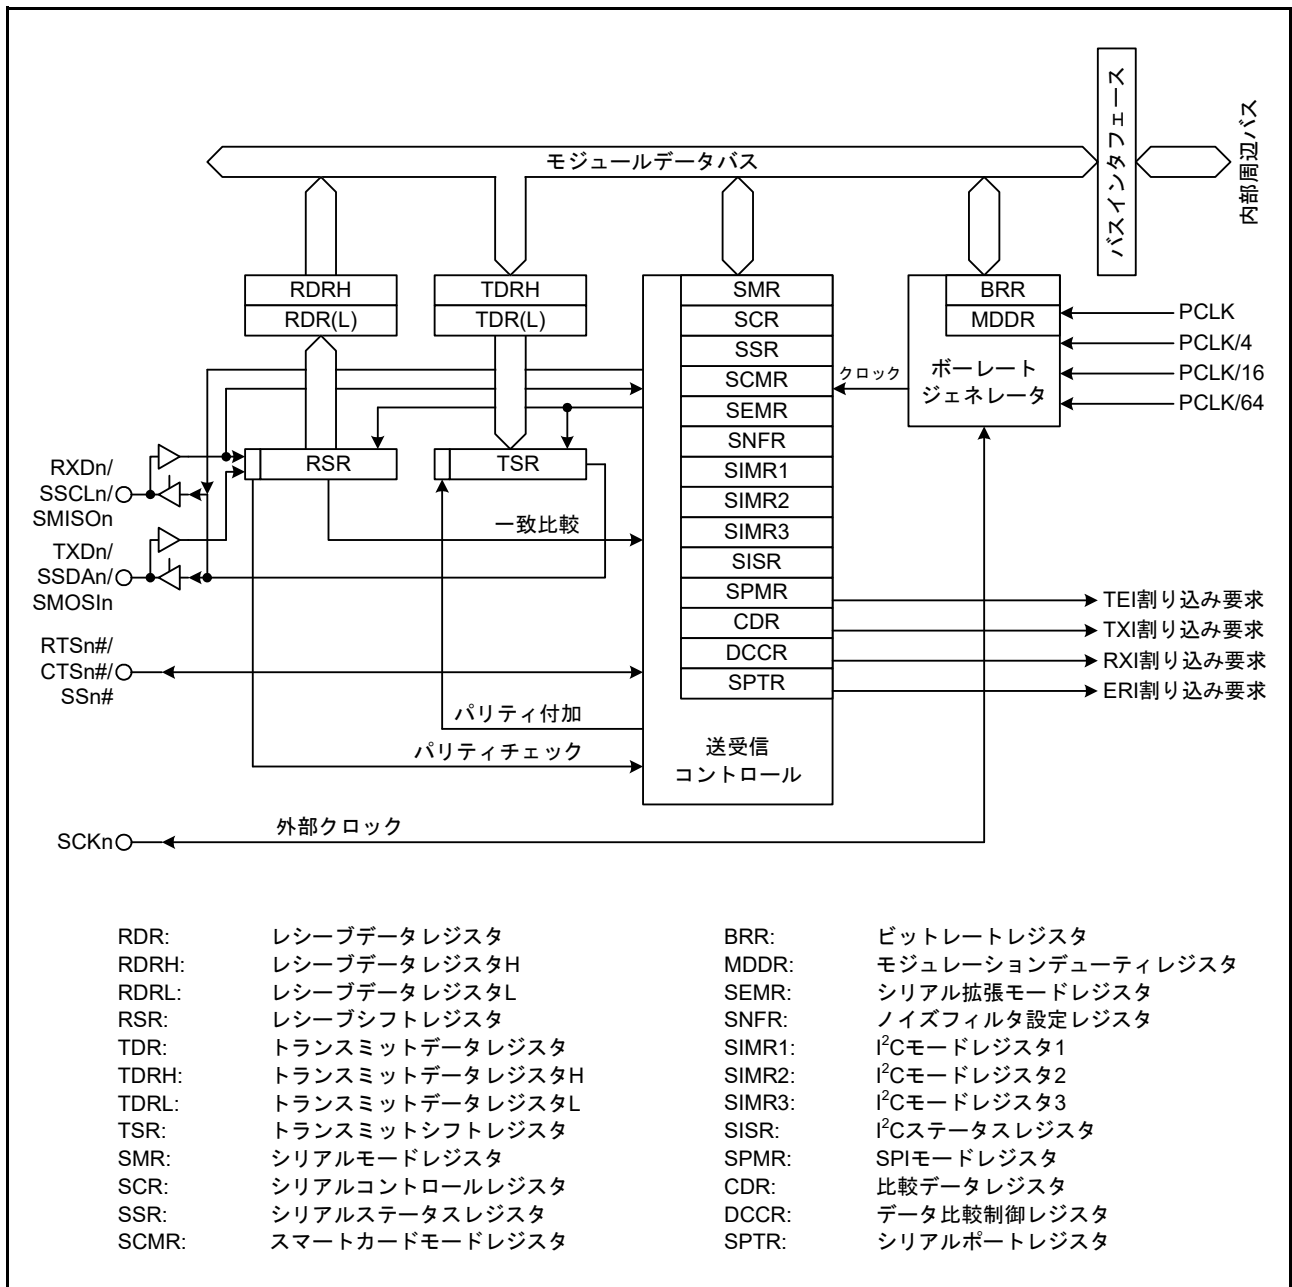 モジュールデータバス
バスインタフェース
内部周辺バス
RDRH
RDR(L)
TDRH
TDR(L)
SMR
SCR
SSR
SCMR
SEMR
SNFR
SIMR1
SIMR2
SIMR3
SISR
SPMR
CDR
DCCR
SPTR
送受信
コントロール
BRR
MDDR
ボーレート
ジェネレータ
クロック
PCLK
PCLK/4
PCLK/16
PCLK/64
RSR
TSR
RXDn/
SSCLn/
SMISOn
TXDn/
SSDAn/
SMOSIn
一致比較
RTSn#/
CTSn#/
SSn#
パリティ付加
パリティチェック
TEI割り込み要求
TXI割り込み要求
RXI割り込み要求
ERI割り込み要求
SCKn
外部クロック
RDR: レシーブデータレジスタ
RDRH: レシーブデータレジスタH
RDRL: レシーブデータレジスタL
RSR: レシーブシフトレジスタ
TDR: トランスミットデータレジスタ
TDRH: トランスミットデータレジスタH
TDRL: トランスミットデータレジスタL
TSR: トランスミットシフトレジスタ
SMR: シリアルモードレジスタ
SCR: シリアルコントロールレジスタ
SSR: シリアルステータスレジスタ
SCMR: スマートカードモードレジスタ
BRR: ビットレートレジスタ
MDDR: モジュレーションデューティレジスタ
SEMR: シリアル拡張モードレジスタ
SNFR: ノイズフィルタ設定レジスタ
SIMR1: I²Cモードレジスタ1
SIMR2: I²Cモードレジスタ2
SIMR3: I²Cモードレジスタ3
SISR: I²Cステータスレジスタ
SPMR: SPIモードレジスタ
CDR: 比較データレジスタ
DCCR: データ比較制御レジスタ
SPTR: シリアルポートレジスタ